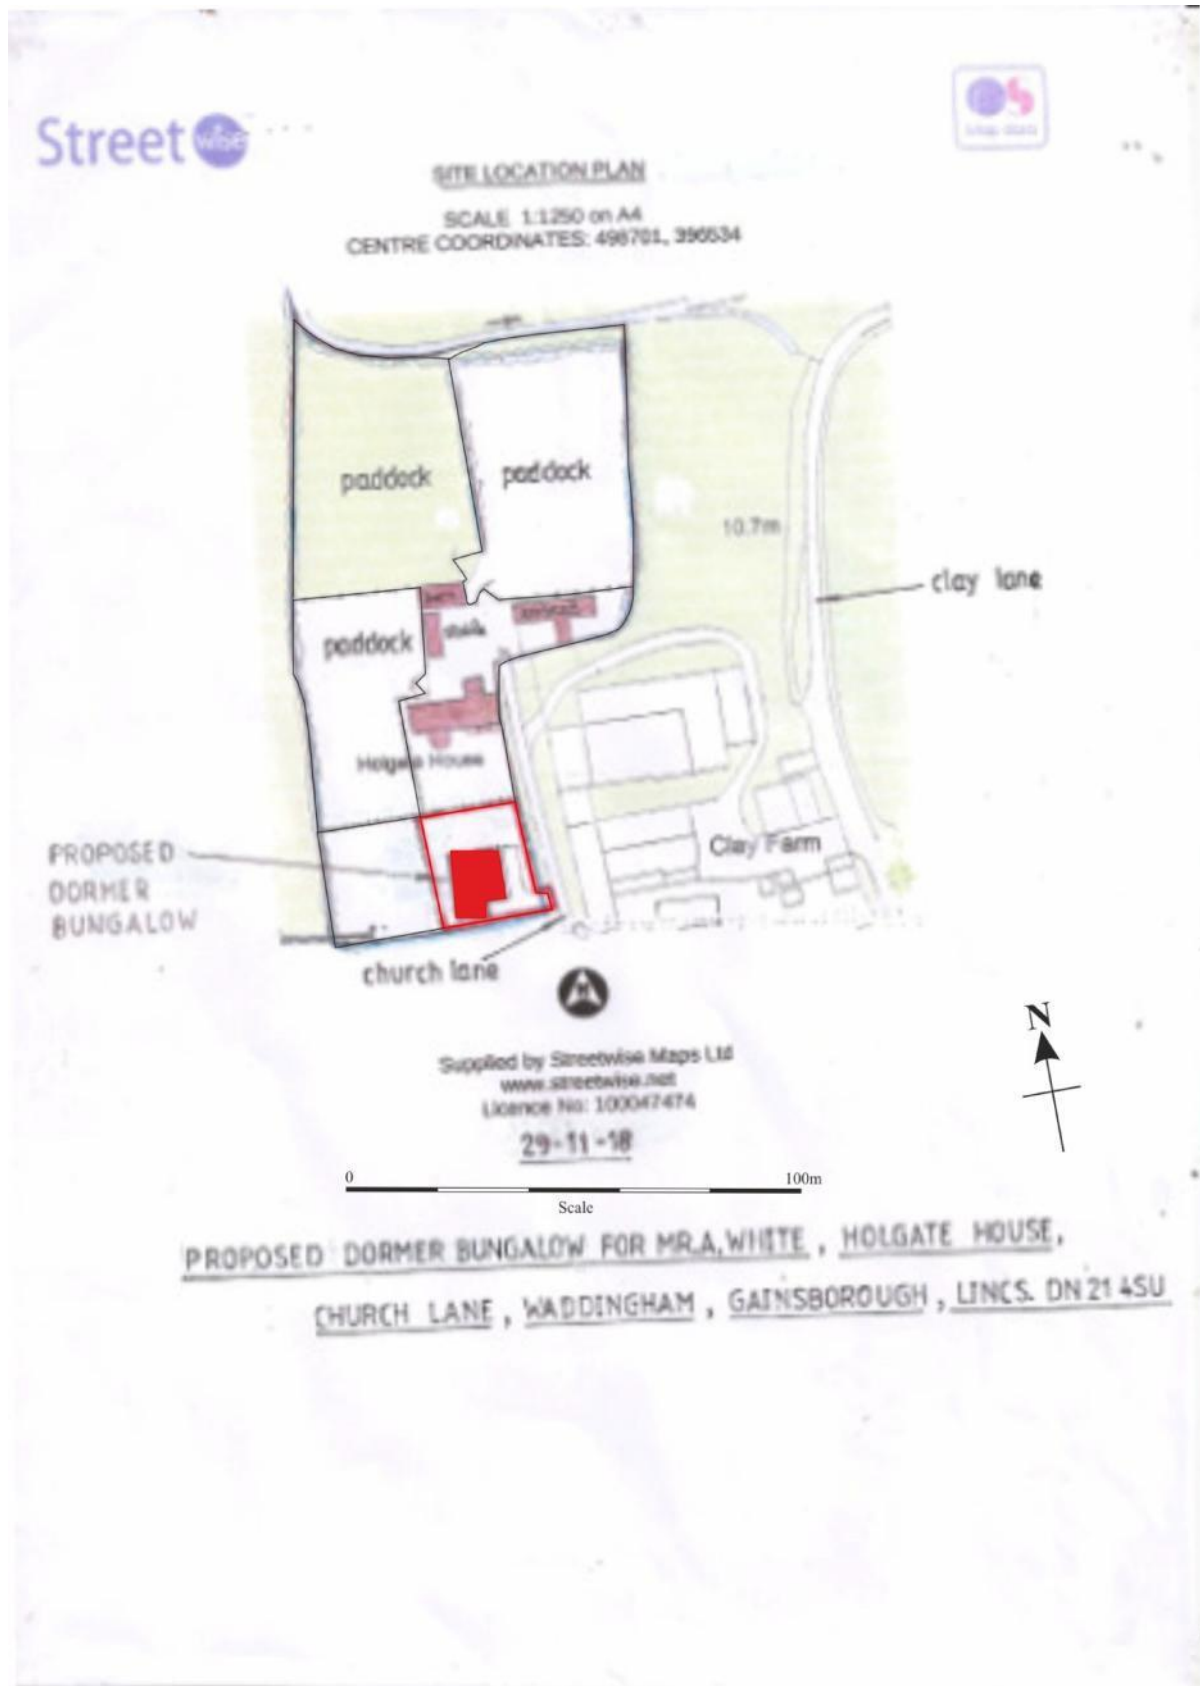 Street wise
SITE LOCATION PLAN
SCALE 1:1250 on A4
CENTRE COORDINATES: 498701, 396534
paddock
paddock
10.7m
clay lane
barn
stable
paddock
Holgate House
PROPOSED
DORMER
BUNGALOW
Clay Farm
church lane
N
Supplied by Streetwise Maps Ltd
www.streetwise.net
Licence No: 100047474
29-11-18
N
0 100m
Scale
PROPOSED DORMER BUNGALOW FOR MR.A.WHITE, HOLGATE HOUSE,
CHURCH LANE, WADDINGHAM, GAINSBOROUGH, LINCS. DN21 4SU